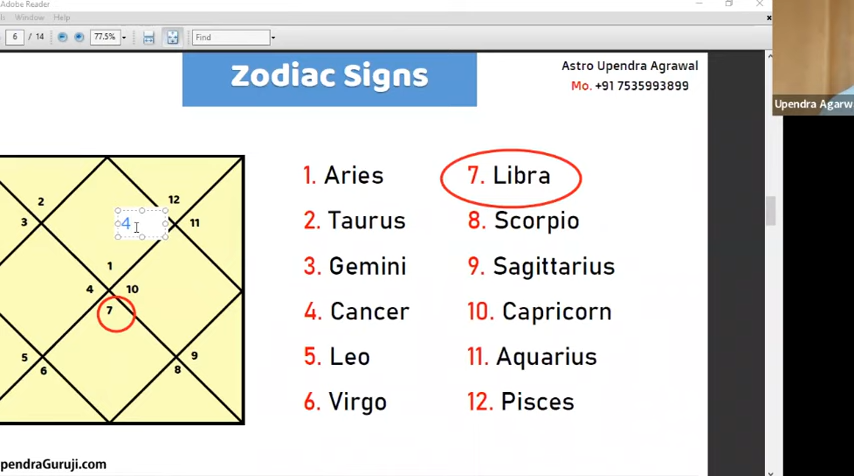 Adobe Reader
Window Help
6 / 14 77.5% Find
Zodiac Signs
Astro Upendra Agrawal
Mo. +91 7535993899
Upendra Agarw
1. Aries
2. Taurus
3. Gemini
4. Cancer
5. Leo
6. Virgo
7. Libra
8. Scorpio
9. Sagittarius
10. Capricorn
11. Aquarius
12. Pisces
2 12
3 4 11
1
4 10
7
5 9
6 8
pendraGuruji.com